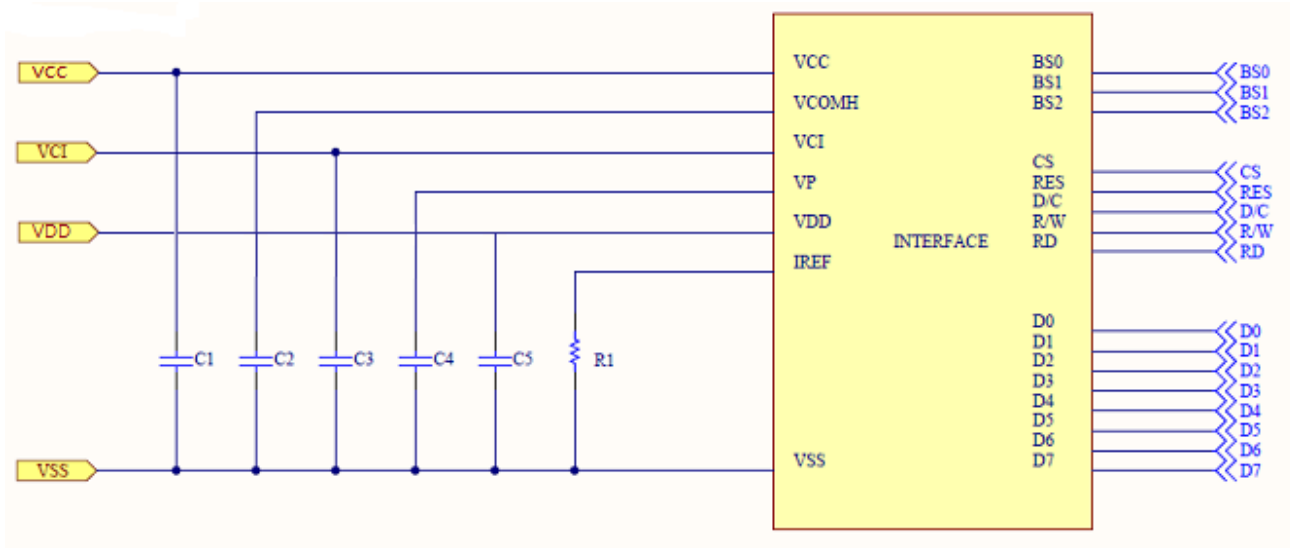 VCC
VCI
VDD
VSS
C1
C2
C3
C4
C5
R1
VCC
VCOMH
VCI
VP
VDD
IREF
VSS
INTERFACE
BS0
BS1
BS2
CS
RES
D/C
R/W
RD
D0
D1
D2
D3
D4
D5
D6
D7
BS0
BS1
BS2
CS
RES
D/C
R/W
RD
D0
D1
D2
D3
D4
D5
D6
D7